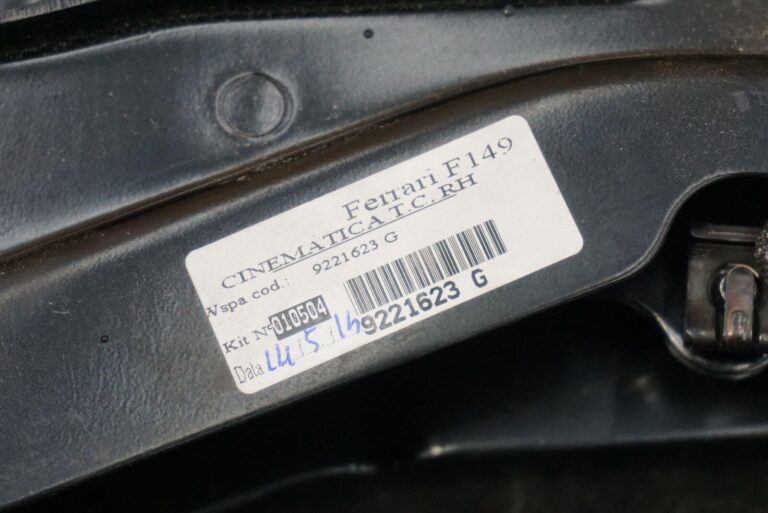 Ferrari F149
CINEMATICA T.C. RH
Wspa cod.: 9221623 G
Kit N° 010504
9221623 G
Data 14/5/14